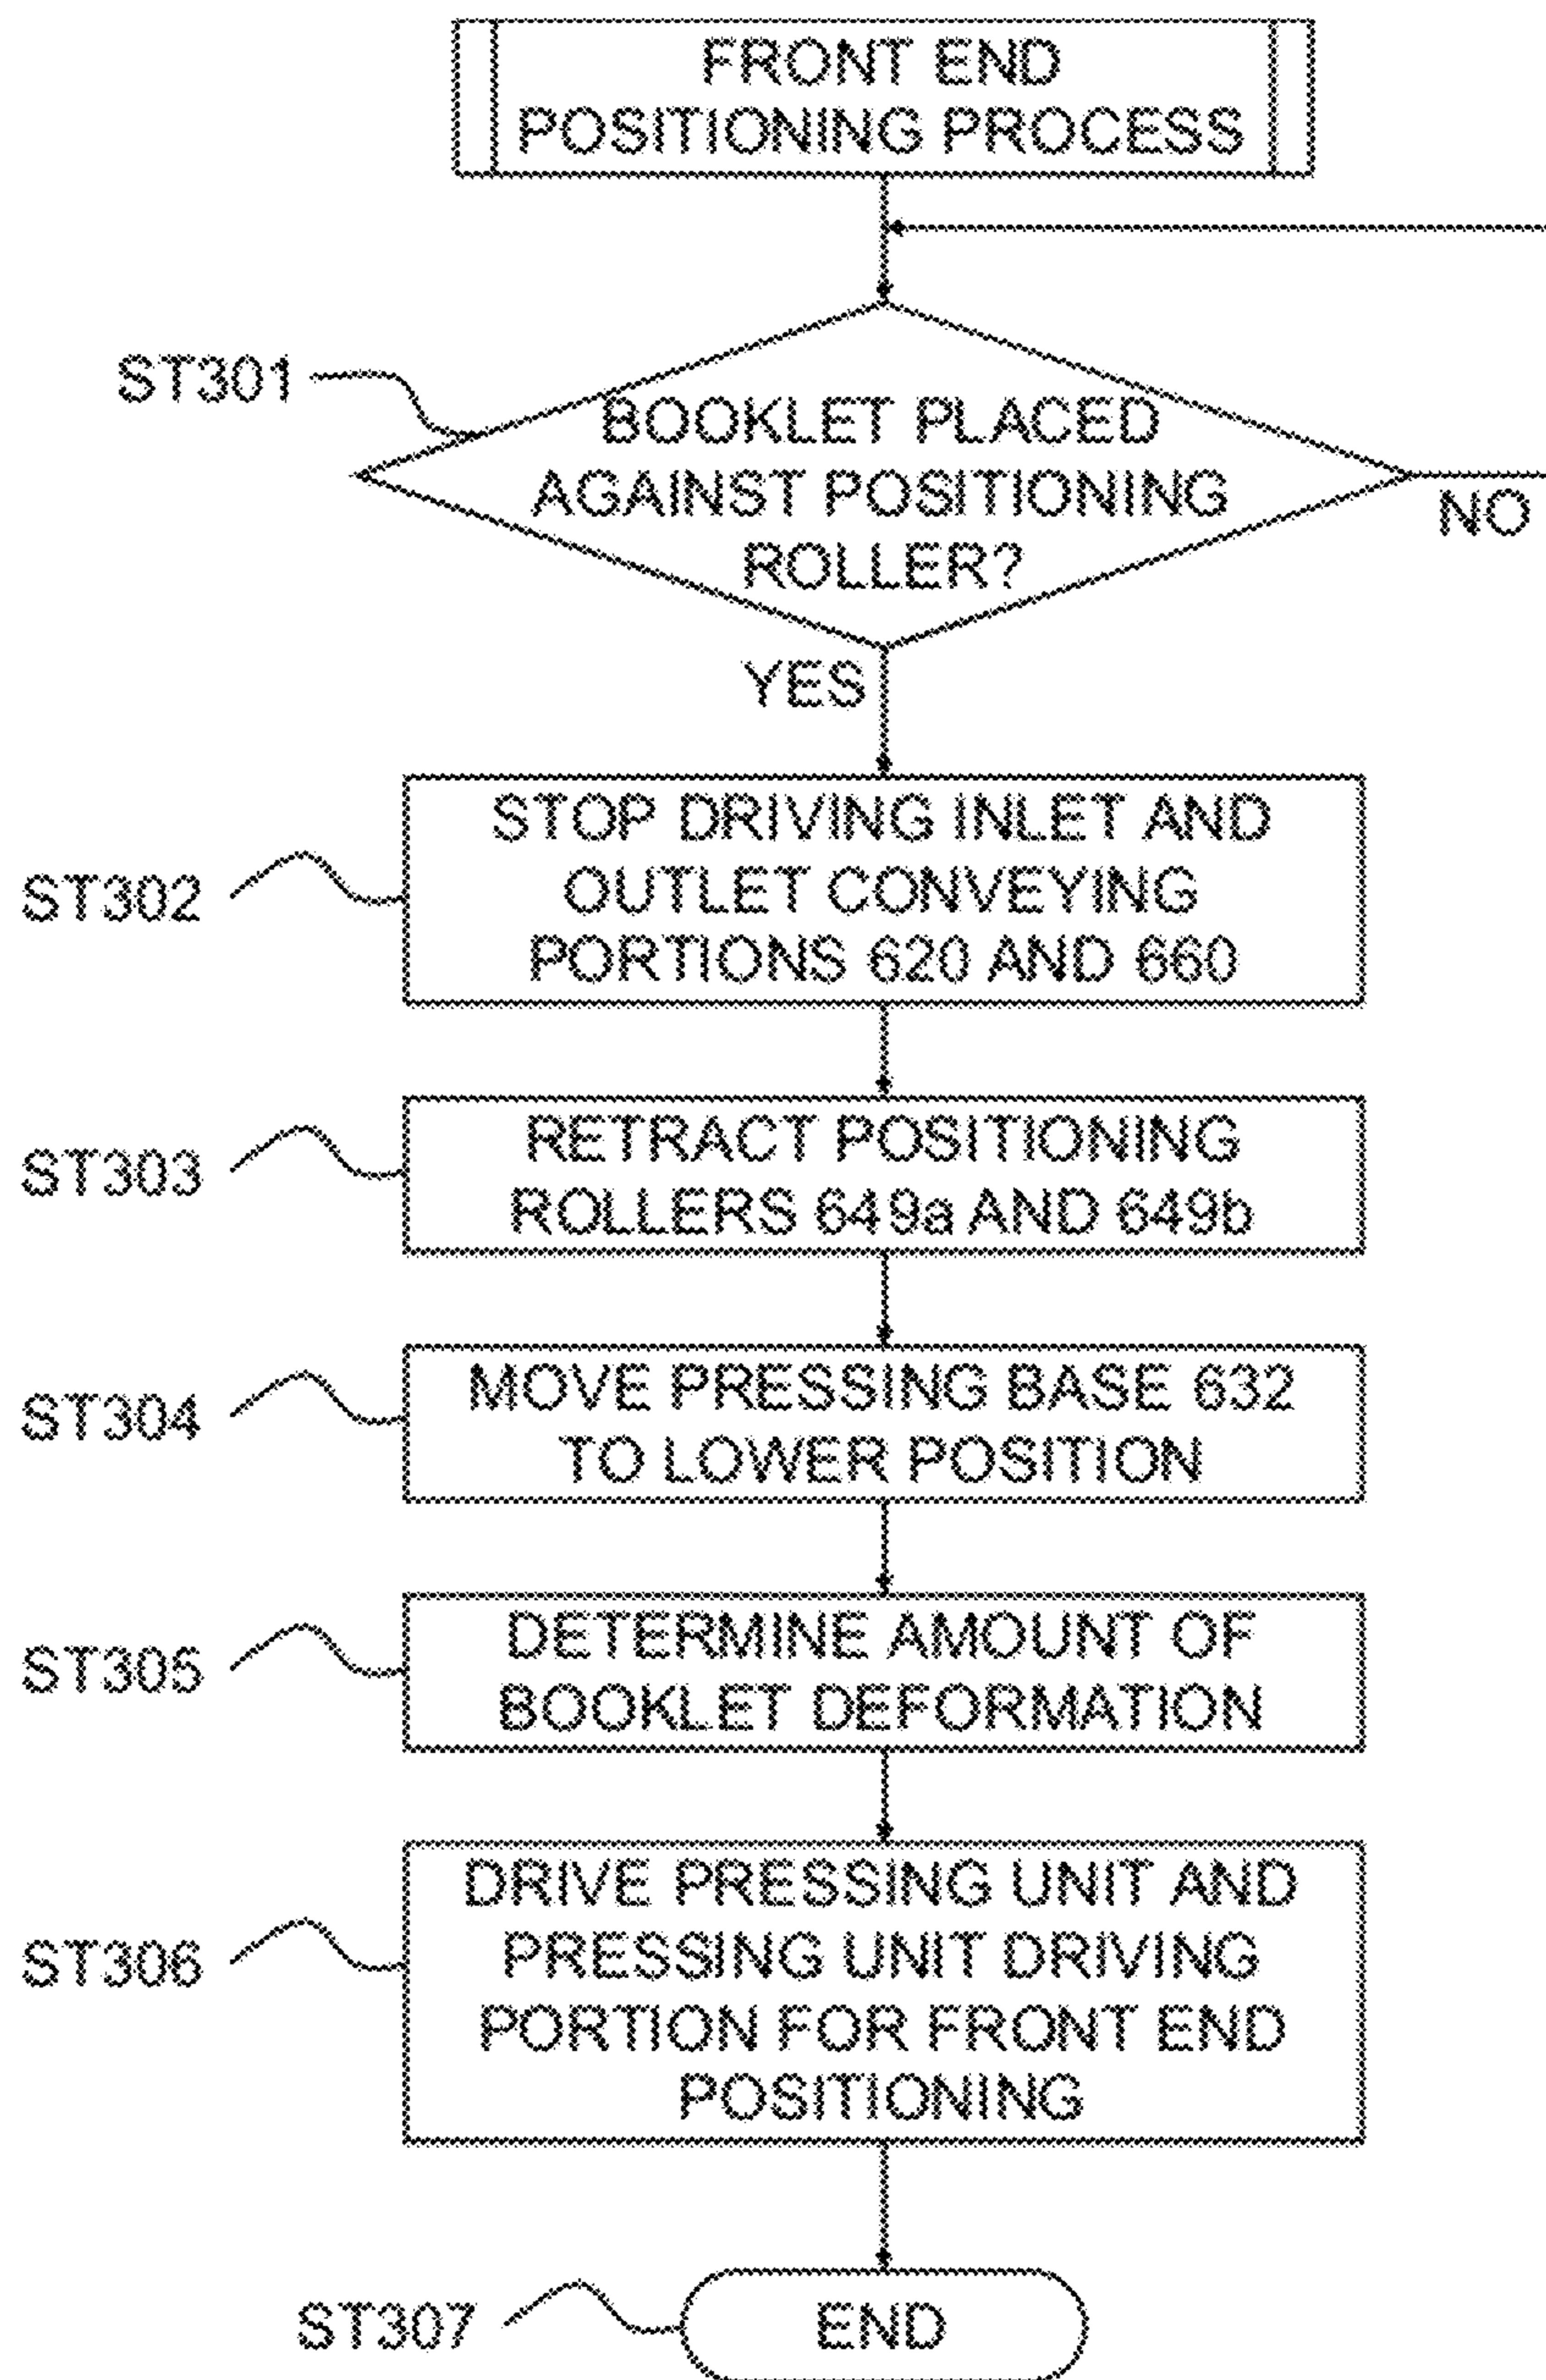 FRONT END
POSITIONING PROCESS
ST301
BOOKLET PLACED
AGAINST POSITIONING
ROLLER?
NO
YES
ST302
STOP DRIVING INLET AND
OUTLET CONVEYING
PORTIONS 620 AND 660
ST303
RETRACT POSITIONING
ROLLERS 649a AND 649b
ST304
MOVE PRESSING BASE 632
TO LOWER POSITION
ST305
DETERMINE AMOUNT OF
BOOKLET DEFORMATION
ST306
DRIVE PRESSING UNIT AND
PRESSING UNIT DRIVING
PORTION FOR FRONT END
POSITIONING
ST307
END